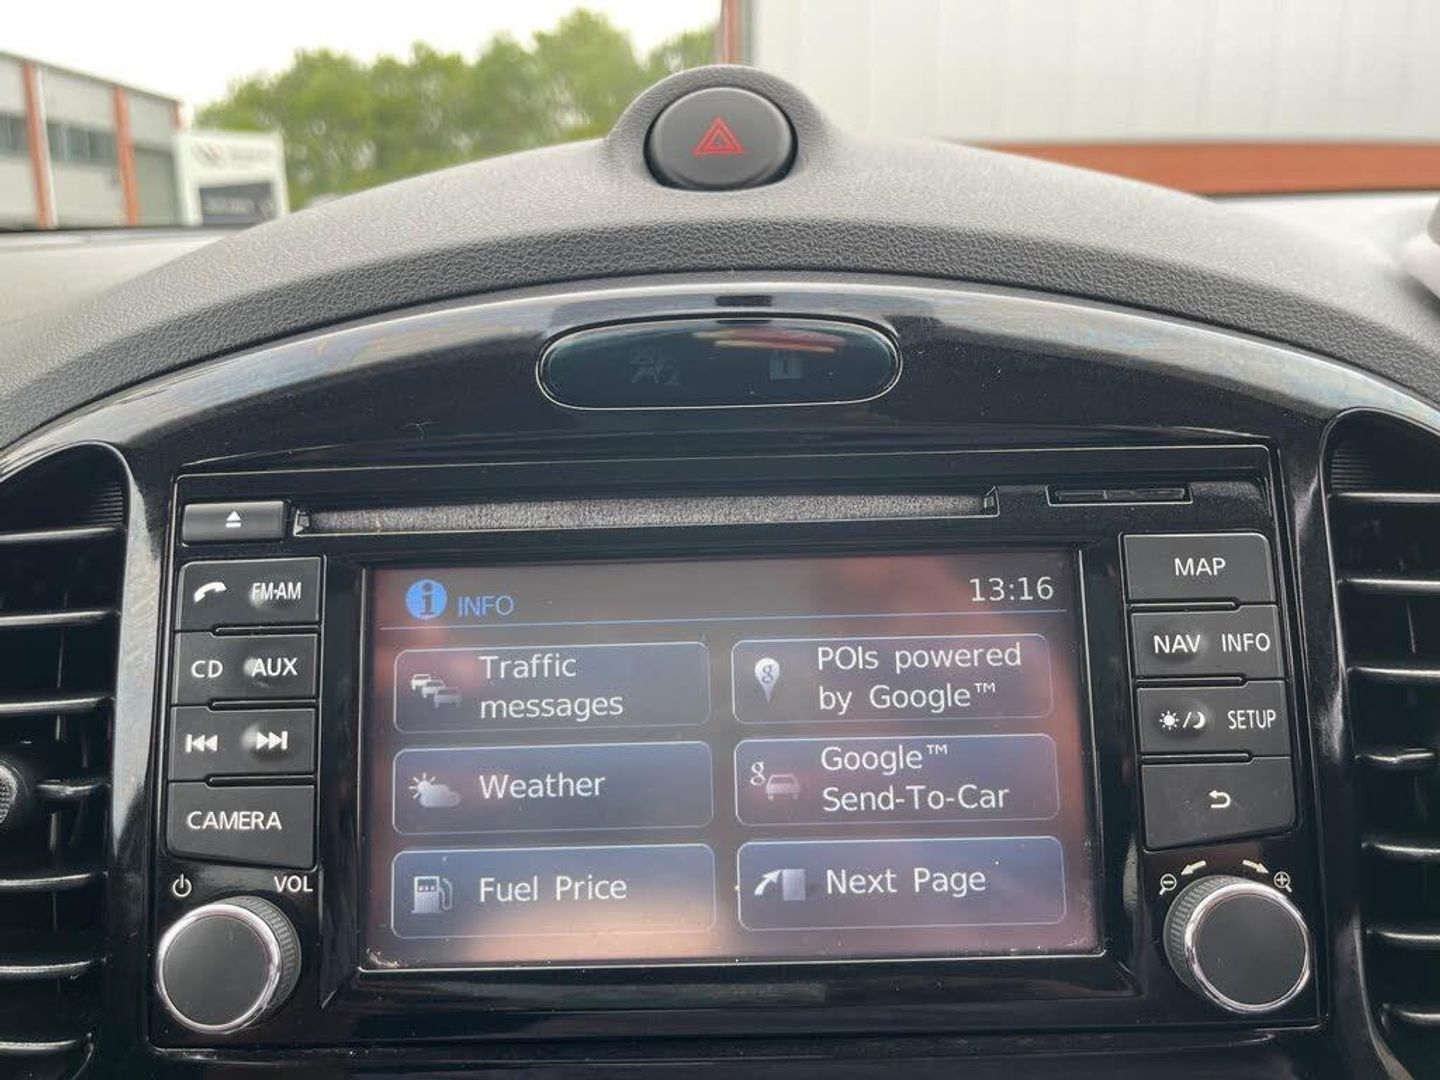 FM·AM
CD AUX
CAMERA
VOL
INFO 13:16
Traffic
messages
POIs powered
by Google™
Weather
Google™
Send-To-Car
Fuel Price
Next Page
MAP
NAV INFO
SETUP